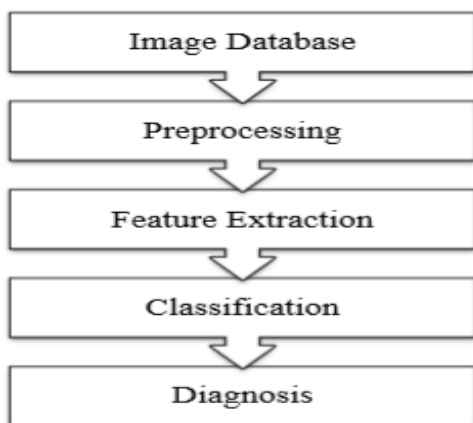 Image Database
Preprocessing
Feature Extraction
Classification
Diagnosis